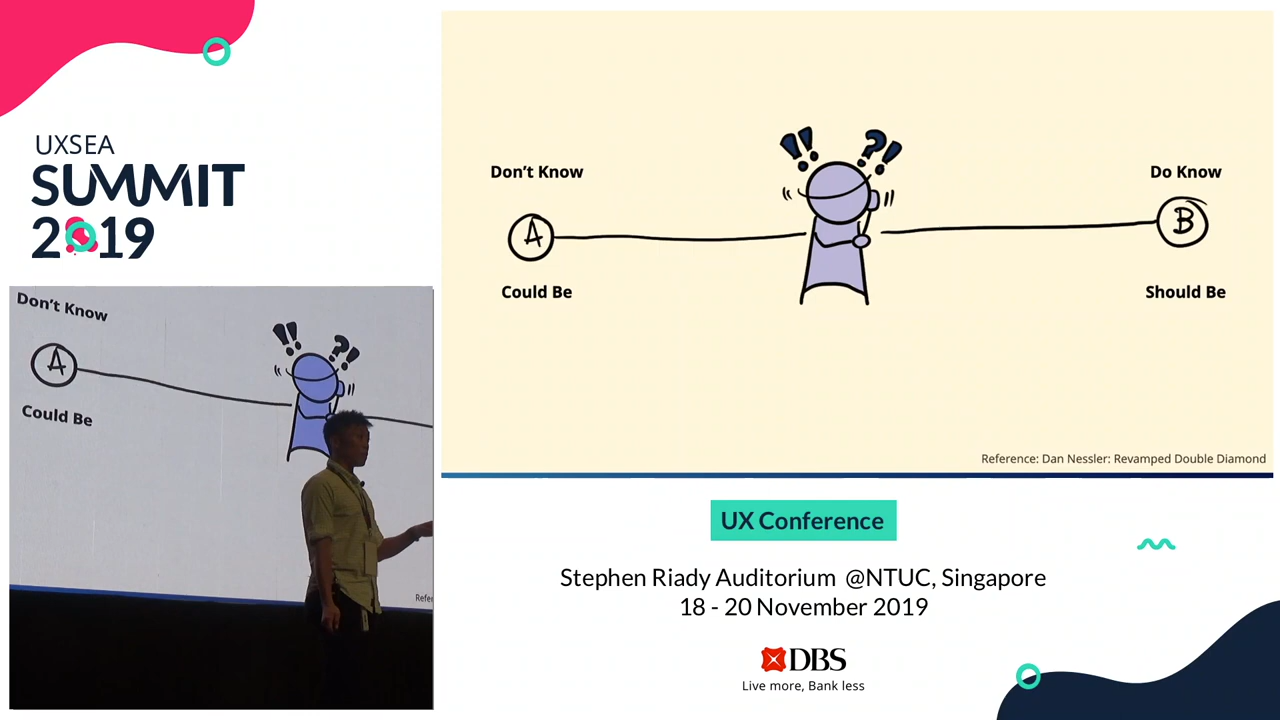 UXSEA
SUMMIT
2019
Don't Know
A
Could Be
!! ?!
Don't Know
Do Know
!! ?!
A
B
Could Be
Should Be
Reference: Dan Nessler: Revamped Double Diamond
UX Conference
Stephen Riady Auditorium @NTUC, Singapore
18 - 20 November 2019
DBS
Live more, Bank less